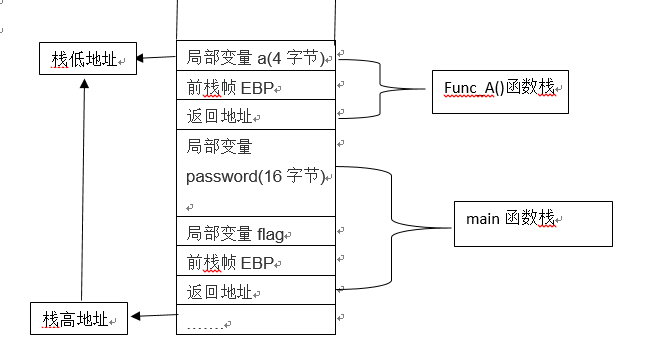 栈低地址
局部变量 a(4 字节)
前栈帧 EBP
Func_A()函数栈
返回地址
局部变量
password(16 字节)
main 函数栈
局部变量 flag
前栈帧 EBP
返回地址
栈高地址
.......